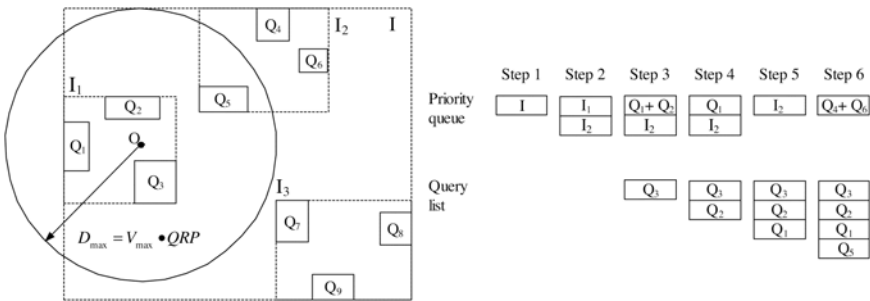 I₁
Q₂
Q₁
O
Q₃
Q₄
I₂
I
Q₆
Q₅
I₃
Q₇
Q₈
Q₉
D_max = V_max • QRP
Step 1 Step 2 Step 3 Step 4 Step 5 Step 6
Priority queue
I I₁ Q₁+ Q₂ Q₁ I₂ Q₄+ Q₆
I₂ I₂ I₂
Query list
Q₃ Q₃ Q₃ Q₃
Q₂ Q₂ Q₂
Q₁ Q₁
Q₅